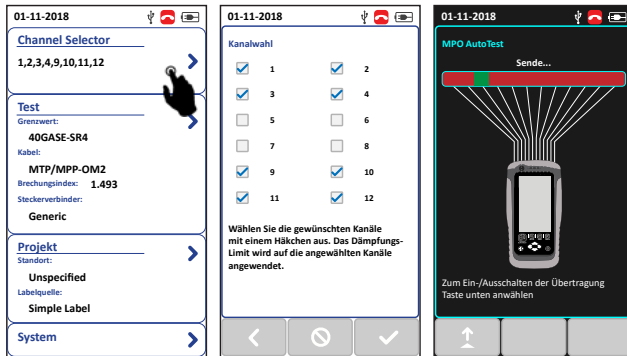 01-11-2018
Channel Selector
1,2,3,4,9,10,11,12
Test
Grenzwert:
40GASE-SR4
Kabel:
MTP/MPP-OM2
Brechungsindex: 1.493
Steckerverbinder:
Generic
Projekt
Standort:
Unspecified
Labelquelle:
Simple Label
System
01-11-2018
Kanalwahl
1 2
3 4
5 6
7 8
9 10
11 12
Wählen Sie die gewünschten Kanäle
mit einem Häkchen aus. Das Dämpfungs-
Limit wird auf die angewählten Kanäle
angewendet.
01-11-2018
MPO AutoTest
Sende...
Zum Ein-/Ausschalten der Übertragung
Taste unten anwählen